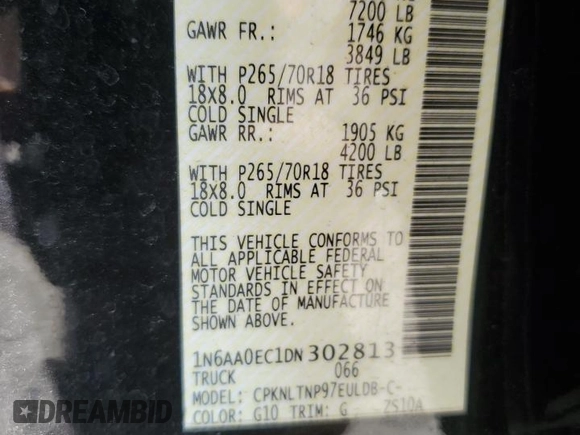 7200 LB
GAWR FR.: 1746 KG
3849 LB
WITH P265/70R18 TIRES
18X8.0 RIMS AT 36 PSI
COLD SINGLE
GAWR RR.: 1905 KG
4200 LB
WITH P265/70R18 TIRES
18X8.0 RIMS AT 36 PSI
COLD SINGLE
THIS VEHICLE CONFORMS TO
ALL APPLICABLE FEDERAL
MOTOR VEHICLE SAFETY
STANDARDS IN EFFECT ON
THE DATE OF MANUFACTURE
SHOWN ABOVE.
1N6AA0EC1DN302813
TRUCK 066
MODEL: CPKNLTNP97EULDB-C-
COLOR: G10 TRIM: G 2S10A
DC DealerCenter